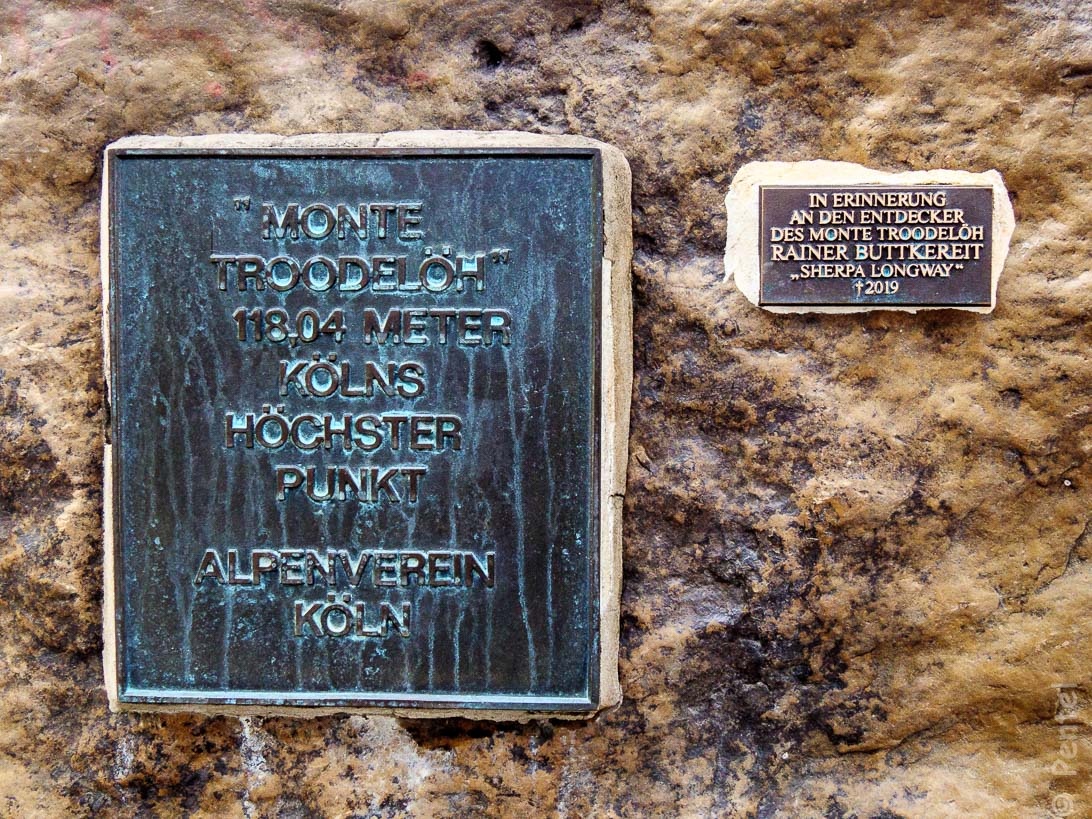 "MONTE
TROODELÖH"
118,04 METER
KÖLNS
HÖCHSTER
PUNKT
ALPENVEREIN
KÖLN
IN ERINNERUNG
AN DEN ENTDECKER
DES MONTE TROODELÖH
RAINER BUTTKEREIT
„SHERPA LONGWAY“
†2019